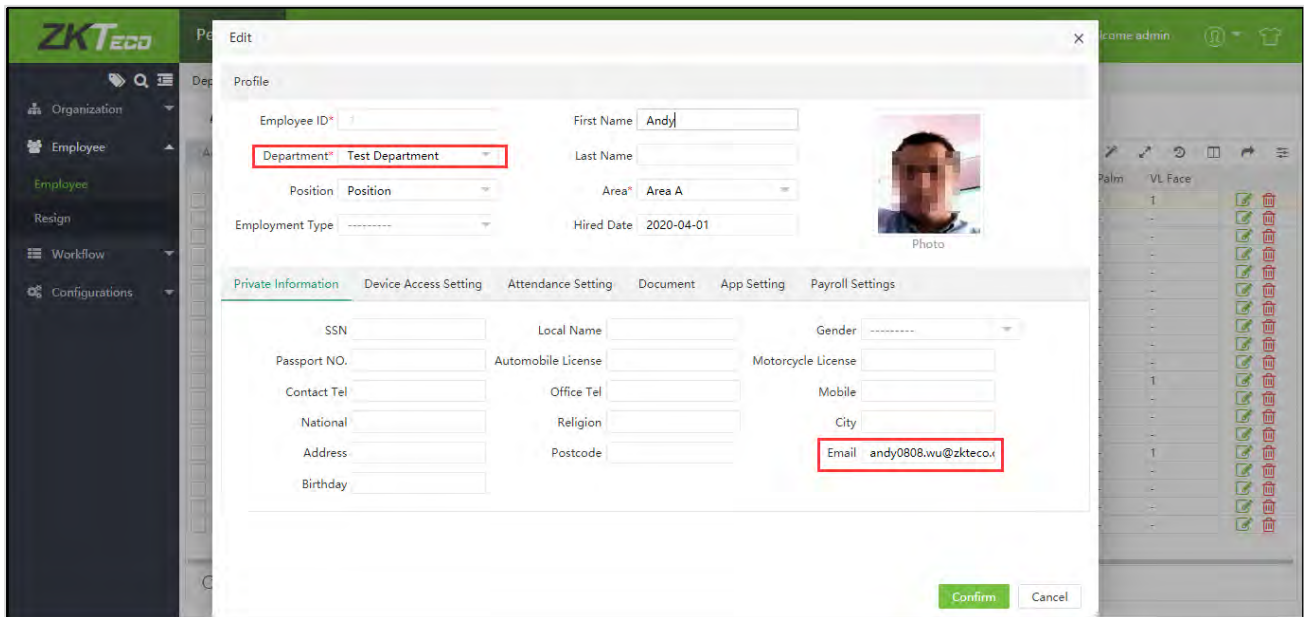 ZKTECO
Pe
Edit
×
lcome admin
Dep
Profile
Organization
Employee
Employee
Resign
Workflow
Configurations
Employee ID*
First Name Andy
Department* Test Department
Last Name
Position Position
Area* Area A
Employment Type ---------
Hired Date 2020-04-01
Photo
Palm VL Face
1
1
1
Private Information Device Access Setting Attendance Setting Document App Setting Payroll Settings
SSN Local Name Gender ---------
Passport NO. Automobile License Motorcycle License
Contact Tel Office Tel Mobile
National Religion City
Address Postcode Email andy0808.wu@zkteco.
Birthday
Confirm Cancel